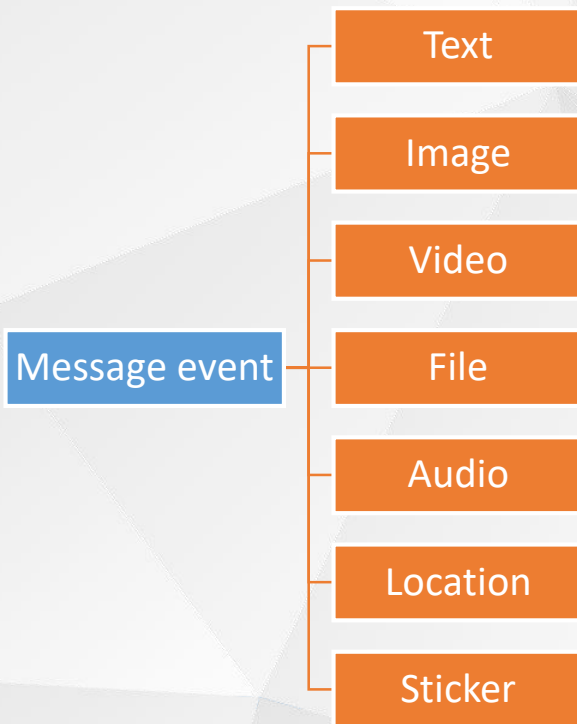 Text
Image
Video
Message event
File
Audio
Location
Sticker